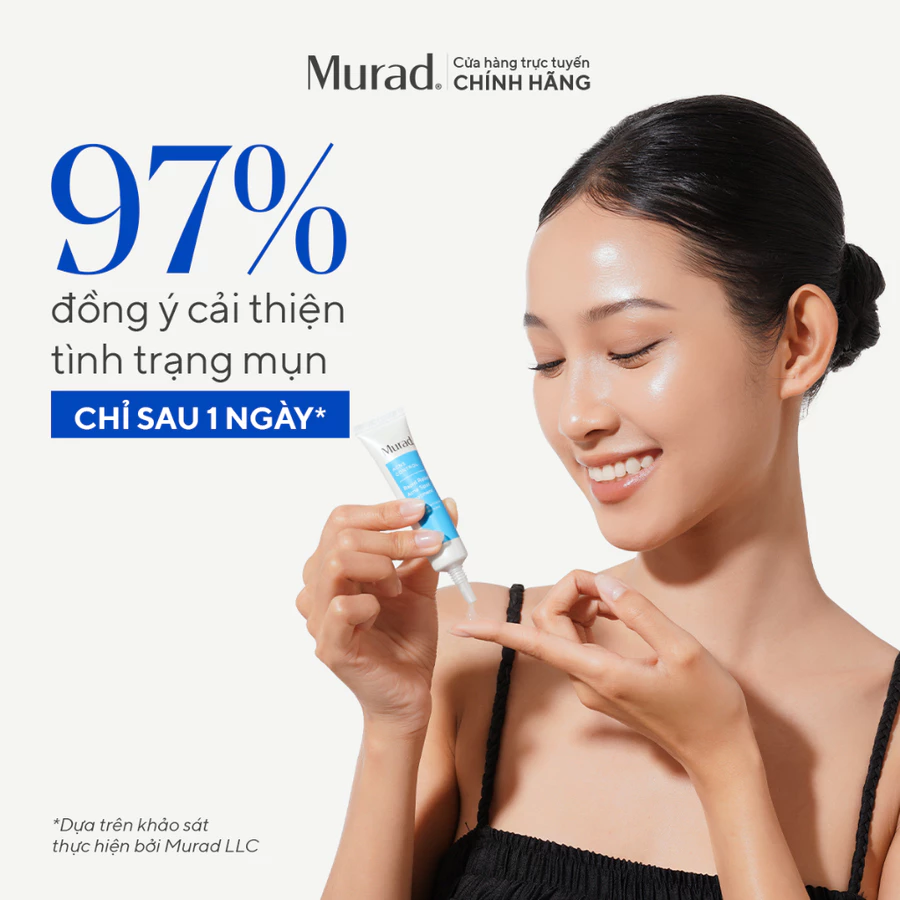 Murad.®
Cửa hàng trực tuyến
CHÍNH HÃNG
97%
đồng ý cải thiện
tình trạng mụn
CHỈ SAU 1 NGÀY*
Murad
*Dựa trên khảo sát
thực hiện bởi Murad LLC